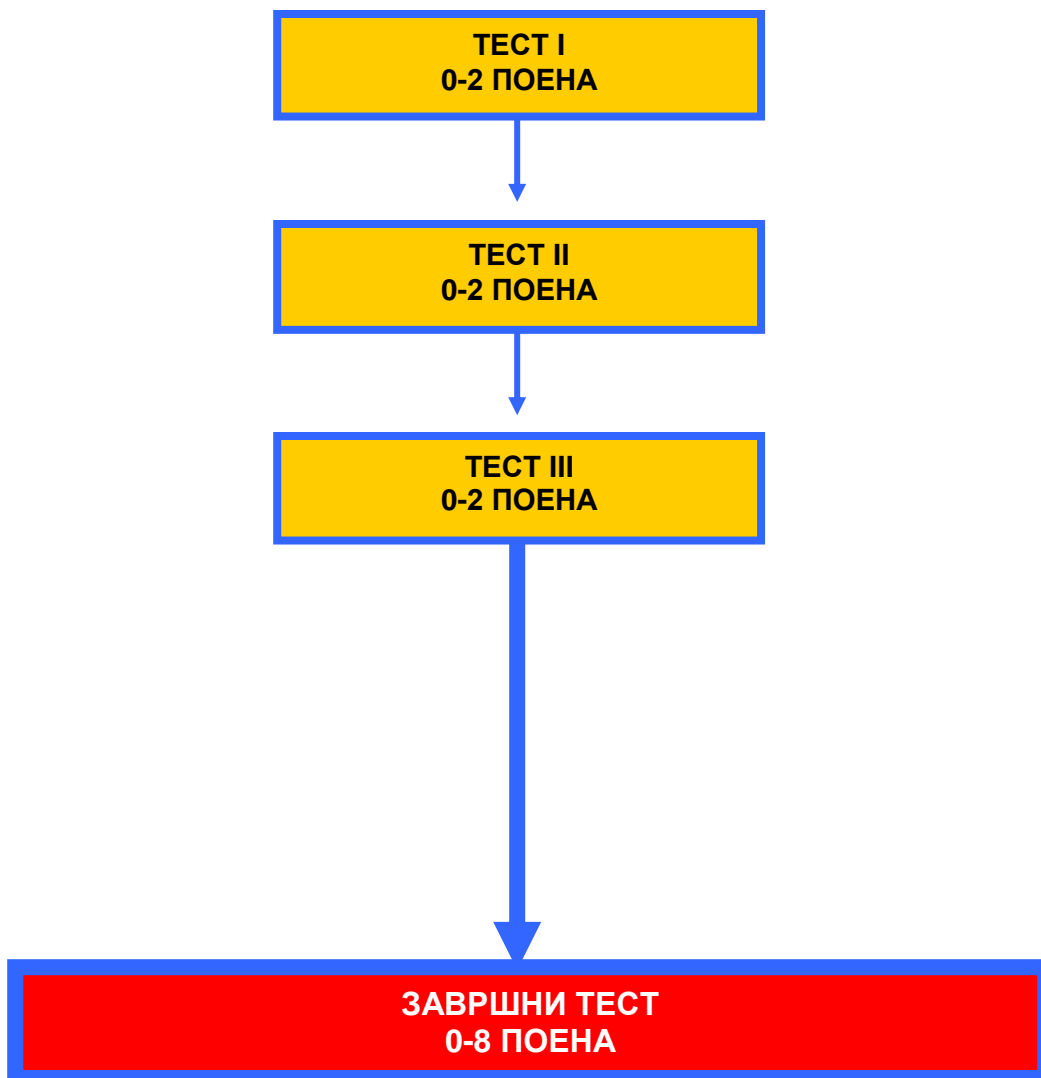 ТЕСТ I
0-2 ПОЕНА
ТЕСТ II
0-2 ПОЕНА
ТЕСТ III
0-2 ПОЕНА
ЗАВРШНИ ТЕСТ
0-8 ПОЕНА